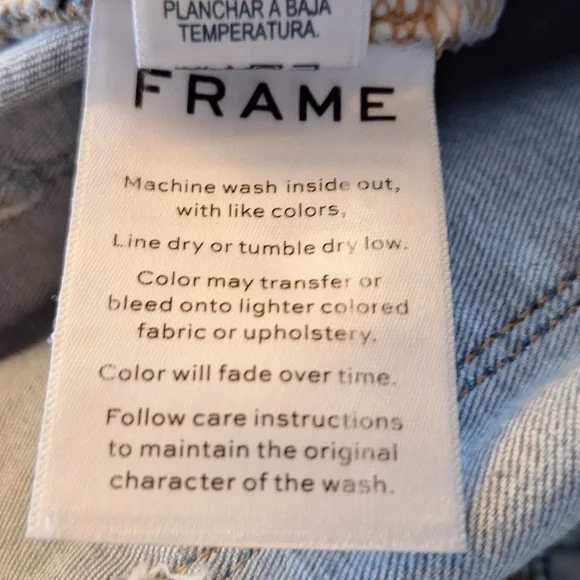 PLANCHAR A BAJA
TEMPERATURA.
FRAME
Machine wash inside out,
with like colors,
Line dry or tumble dry low.
Color may transfer or
bleed onto lighter colored
fabric or upholstery.
Color will fade over time.
Follow care instructions
to maintain the original
character of the wash.